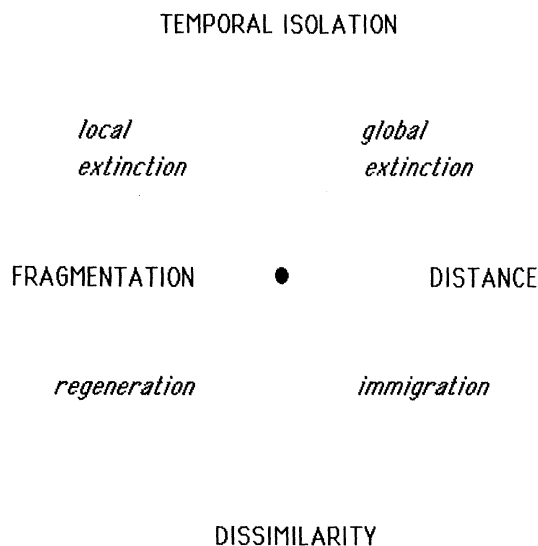 TEMPORAL ISOLATION
local global
extinction extinction
FRAGMENTATION DISTANCE
regeneration immigration
DISSIMILARITY